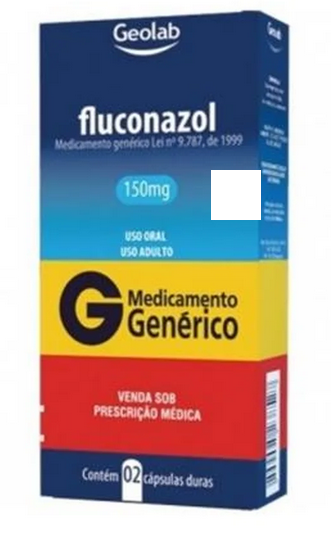 Geolab
Geolab
fluconazol
Medicamento genérico Lei nº 9.787, de 1999
150mg
USO ORAL
USO ADULTO
G Medicamento
Genérico
VENDA SOB
PRESCRIÇÃO MÉDICA
Contém 02 cápsulas duras